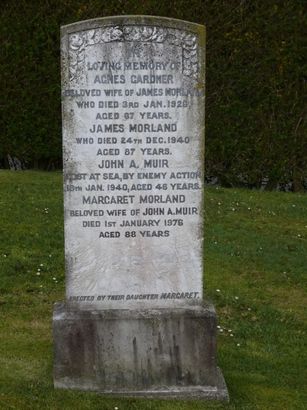 IN
LOVING MEMORY OF
AGNES GARDNER
BELOVED WIFE OF JAMES MORLAND
WHO DIED 3RD JAN. 1928
AGED 67 YEARS.
JAMES MORLAND
WHO DIED 24TH DEC. 1940
AGED 87 YEARS.
JOHN A. MUIR
LOST AT SEA, BY ENEMY ACTION
19TH JAN. 1940, AGED 46 YEARS.
MARGARET MORLAND
BELOVED WIFE OF JOHN A. MUIR
DIED 1ST JANUARY 1976
AGED 88 YEARS
ERECTED BY THEIR DAUGHTER MARGARET.